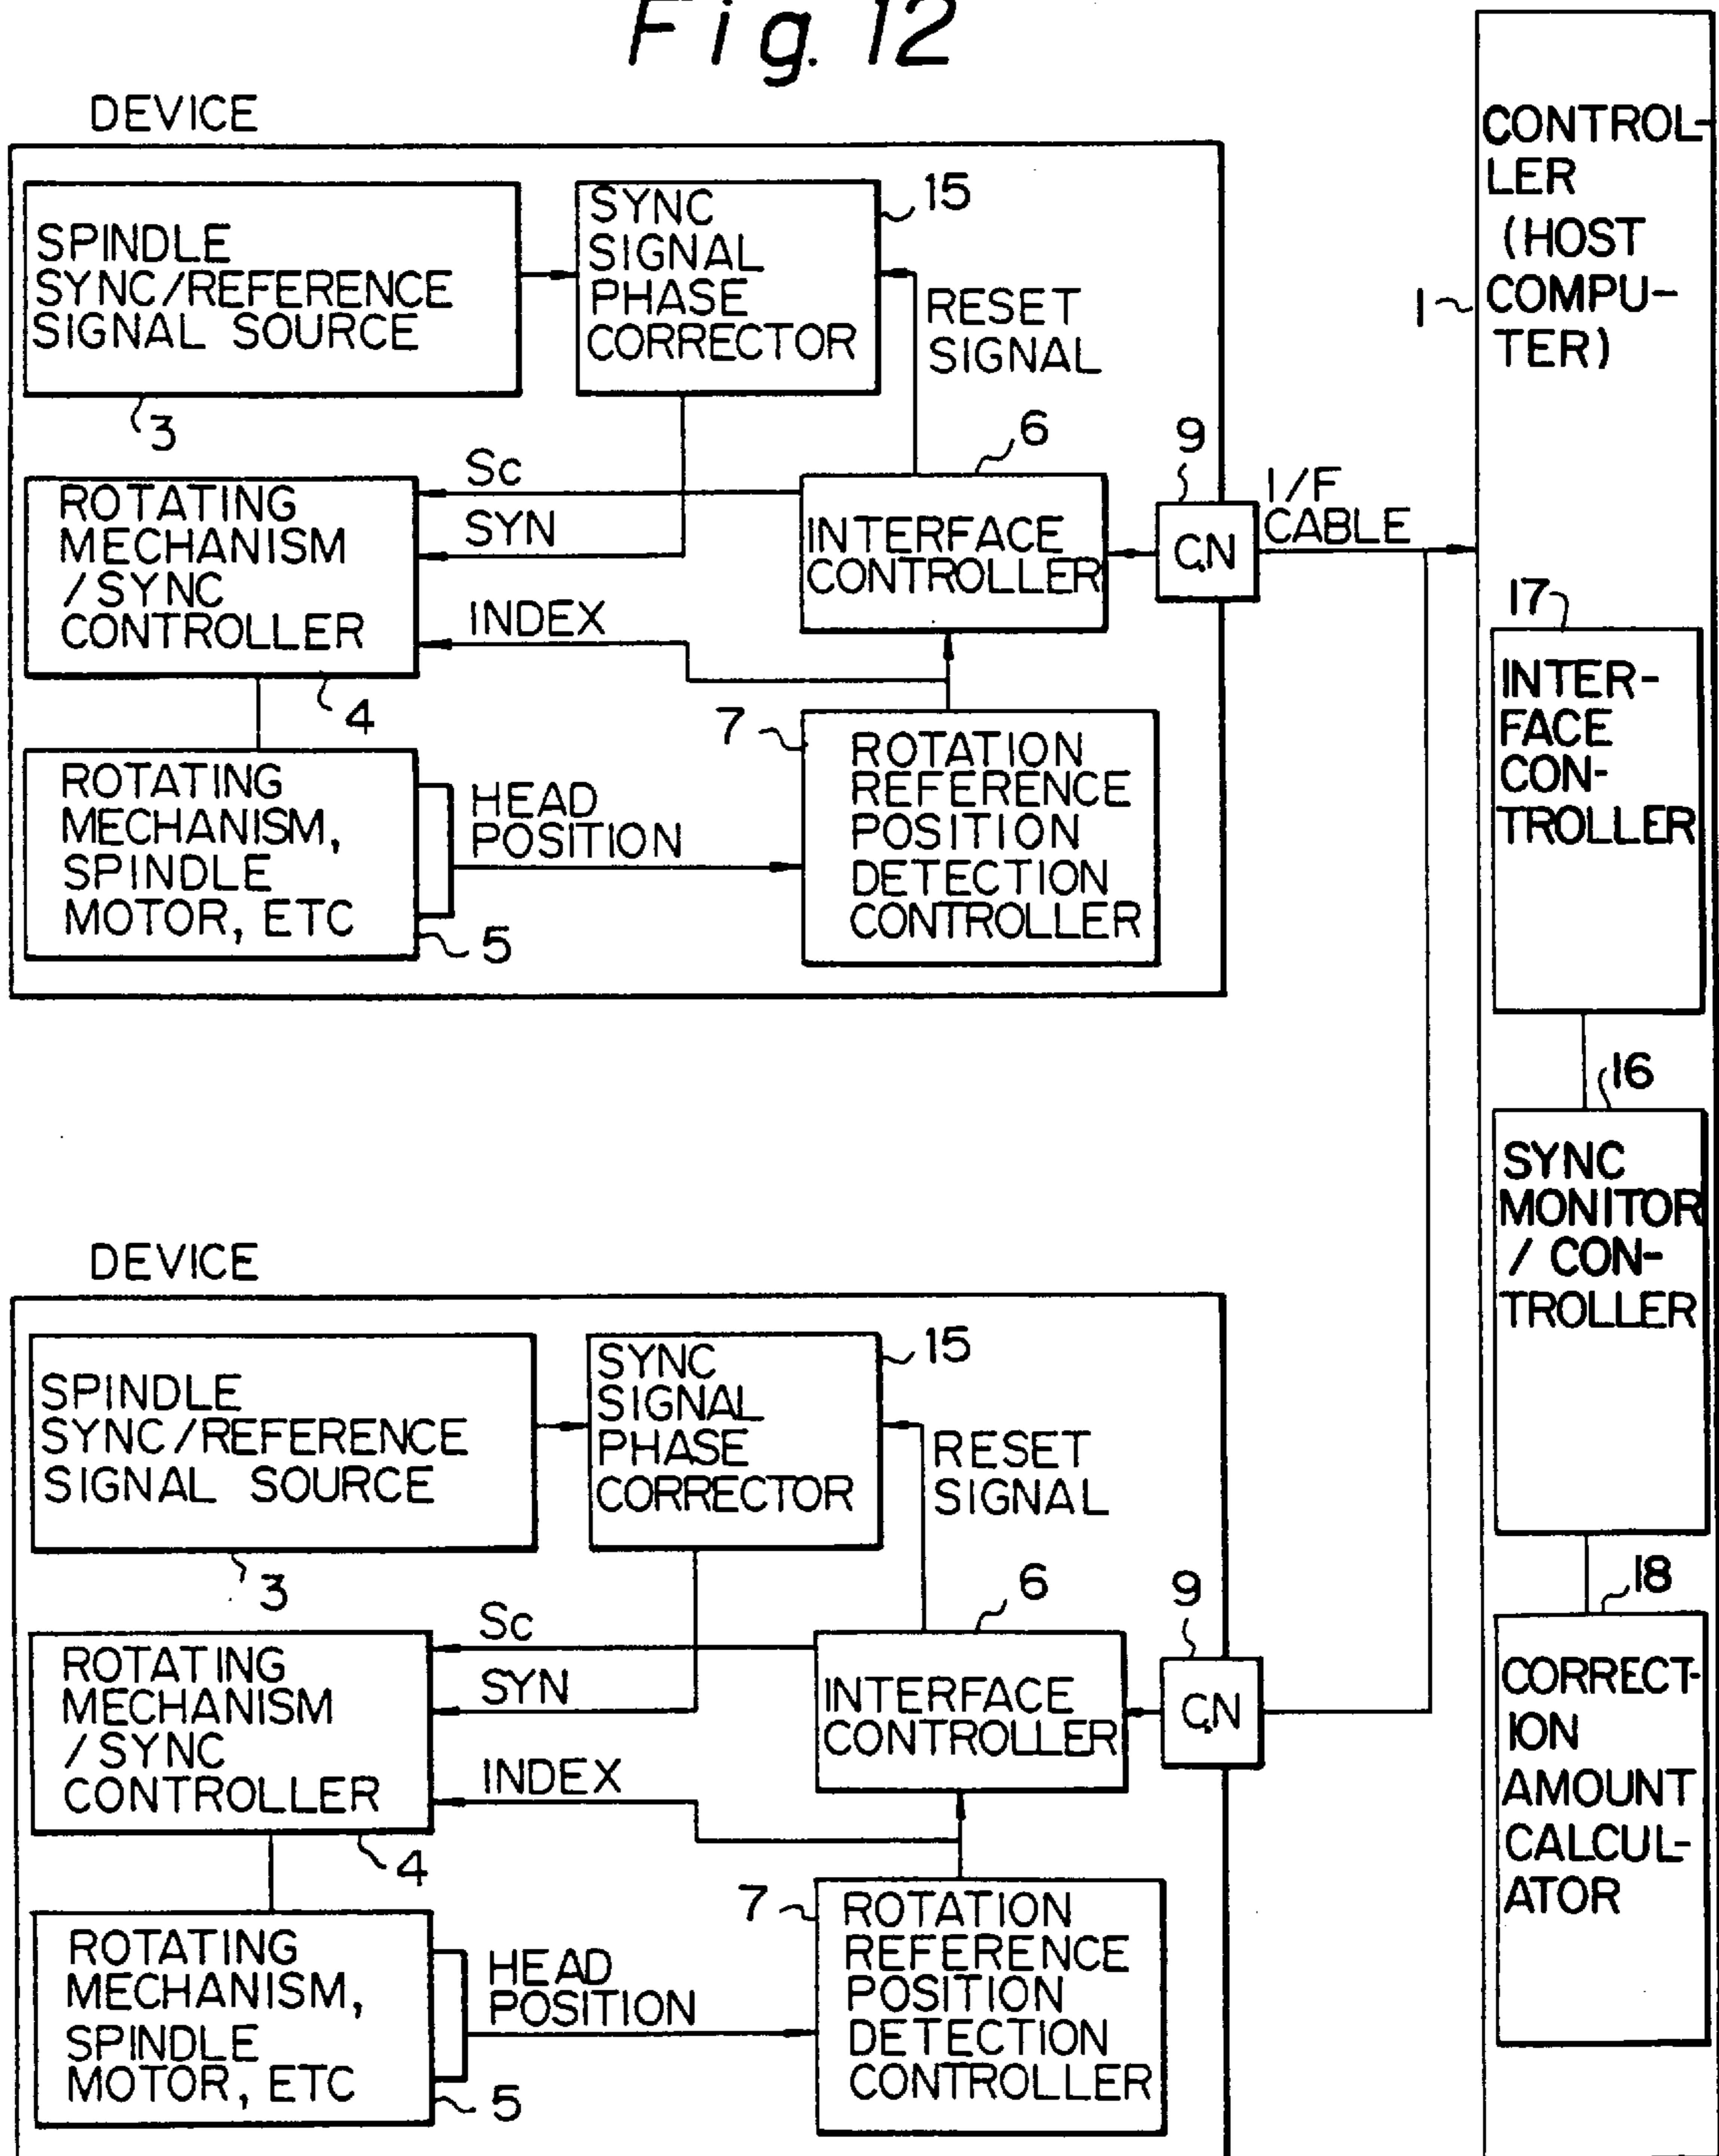 Fig. 12
DEVICE
SPINDLE
SYNC/REFERENCE
SIGNAL SOURCE
3
SYNC
SIGNAL
PHASE
CORRECTOR
15
RESET
SIGNAL
ROTATING
MECHANISM
/SYNC
CONTROLLER
4
Sc
SYN
INDEX
INTERFACE
CONTROLLER
6
C,N
9
I/F
CABLE
ROTATING
MECHANISM,
SPINDLE
MOTOR, ETC
5
HEAD
POSITION
7
ROTATION
REFERENCE
POSITION
DETECTION
CONTROLLER
DEVICE
SPINDLE
SYNC/REFERENCE
SIGNAL SOURCE
3
SYNC
SIGNAL
PHASE
CORRECTOR
15
RESET
SIGNAL
ROTATING
MECHANISM
/SYNC
CONTROLLER
4
Sc
SYN
INDEX
INTERFACE
CONTROLLER
6
C,N
9
ROTATING
MECHANISM,
SPINDLE
MOTOR, ETC
5
HEAD
POSITION
7
ROTATION
REFERENCE
POSITION
DETECTION
CONTROLLER
1
CONTROL-
LER
(HOST
COMPU-
TER)
17
INTER-
FACE
CON-
TROLLER
16
SYNC
MONITOR
/ CON-
TROLLER
18
CORRECT-
ION
AMOUNT
CALCUL-
ATOR